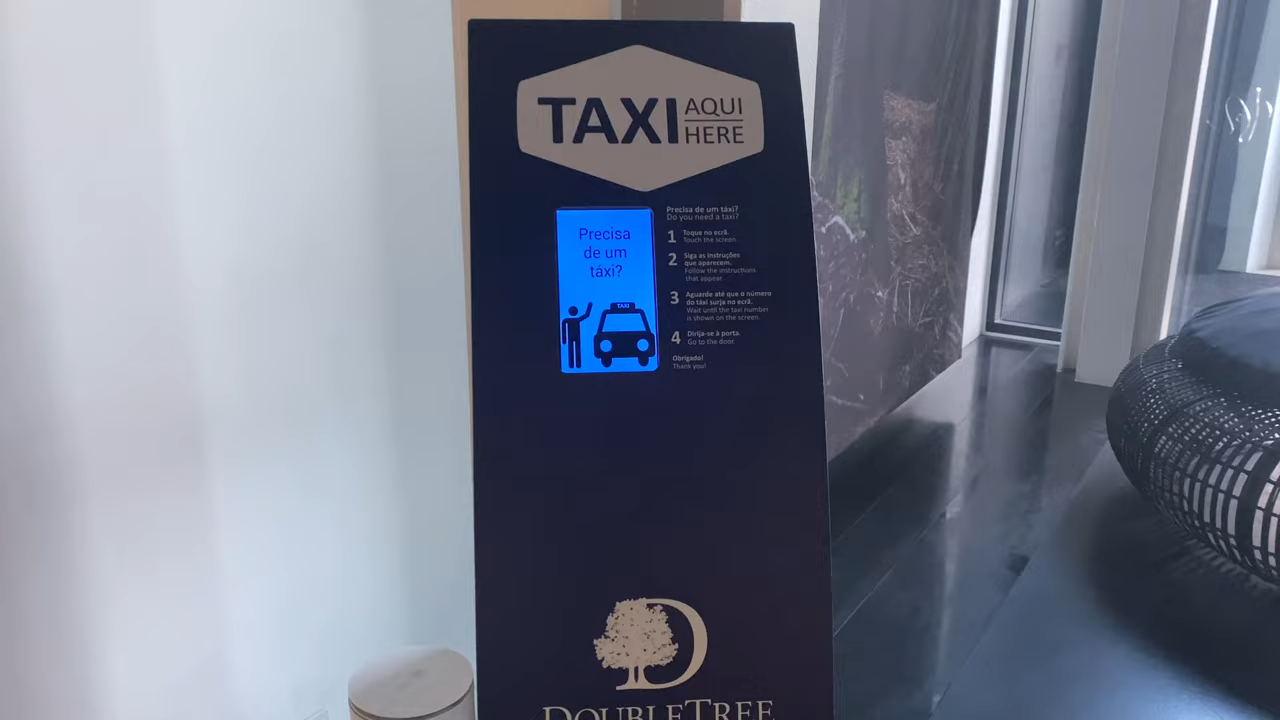 TAXI AQUI
HERE
Precisa
de um
táxi?
TAXI
Precisa de um táxi?
Do you need a taxi?
1 Toque no ecrã.
Touch the screen.
2 Siga as instruções
que aparecem.
Follow the instructions
that appear.
3 Aguarde até que o número
do táxi surja no ecrã.
Wait until the taxi number
is shown on the screen.
4 Dirija-se à porta.
Go to the door.
Obrigado!
Thank you!
D
DOUBLETREE